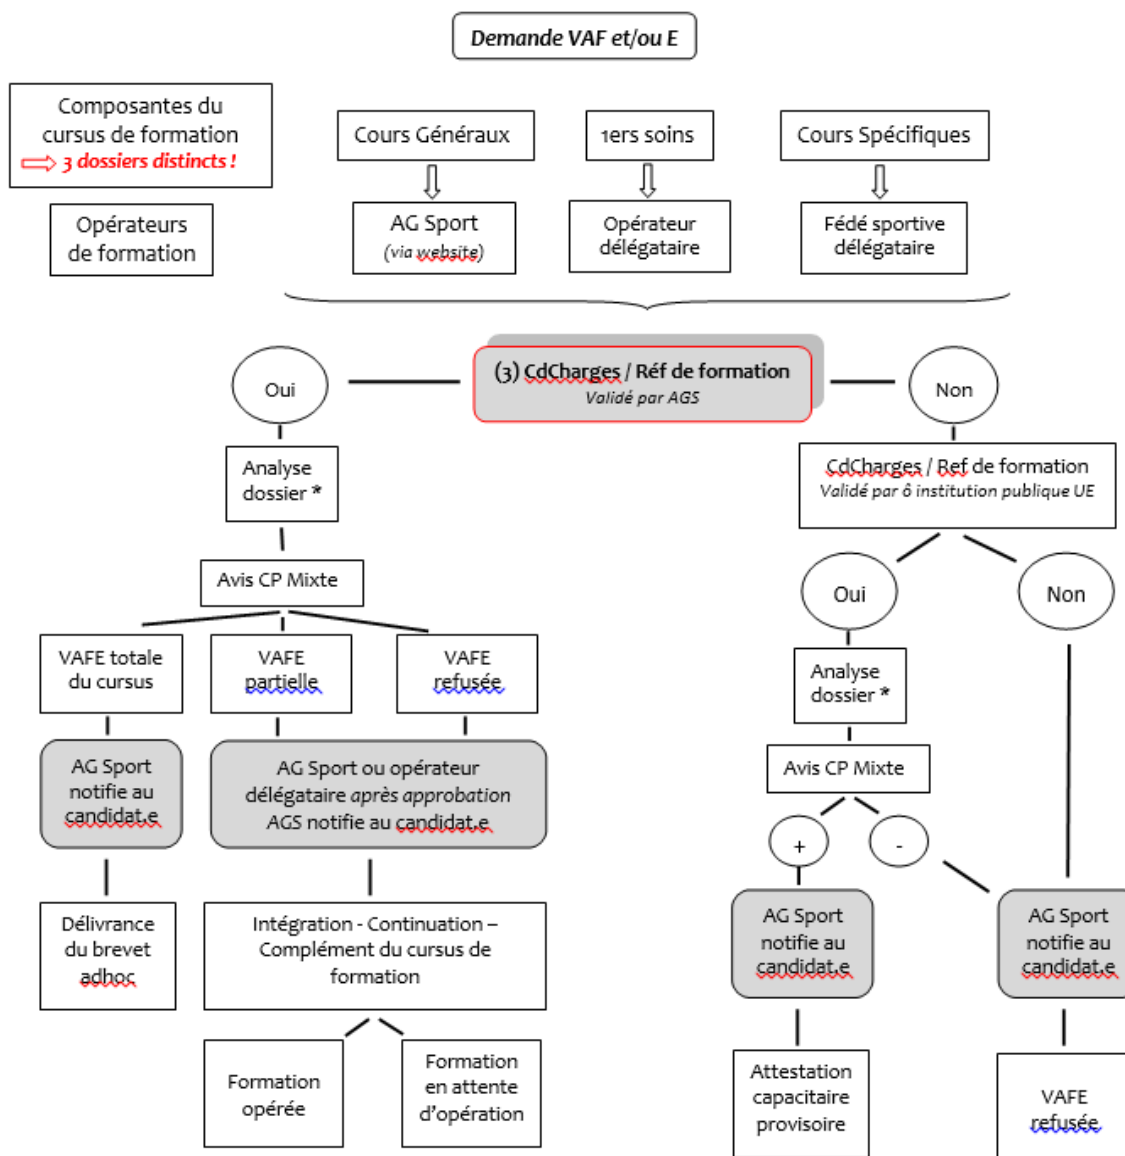 Demande VAF et/ou E
Composantes du
cursus de formation
3 dossiers distincts !
Cours Généraux
1ers soins
Cours Spécifiques
Opérateurs
de formation
AG Sport
(via website)
Opérateur
délégataire
Fédé sportive
délégataire
(3) CdCharges / Réf de formation
Validé par AGS
Oui
Non
Analyse
dossier *
CdCharges / Ref de formation
Validé par ô institution publique UE
Avis CP Mixte
Oui
Non
VAFE totale
du cursus
VAFE
partielle
VAFE
refusée
Analyse
dossier *
AG Sport
notifie au
candidat.e
AG Sport ou opérateur
délégataire après approbation
AGS notifie au candidat.e
Avis CP Mixte
+
-
Délivrance
du brevet
adhoc
Intégration - Continuation –
Complément du cursus de
formation
AG Sport
notifie au
candidat.e
AG Sport
notifie au
candidat.e
Formation
opérée
Formation
en attente
d'opération
Attestation
capacitaire
provisoire
VAFE
refusée